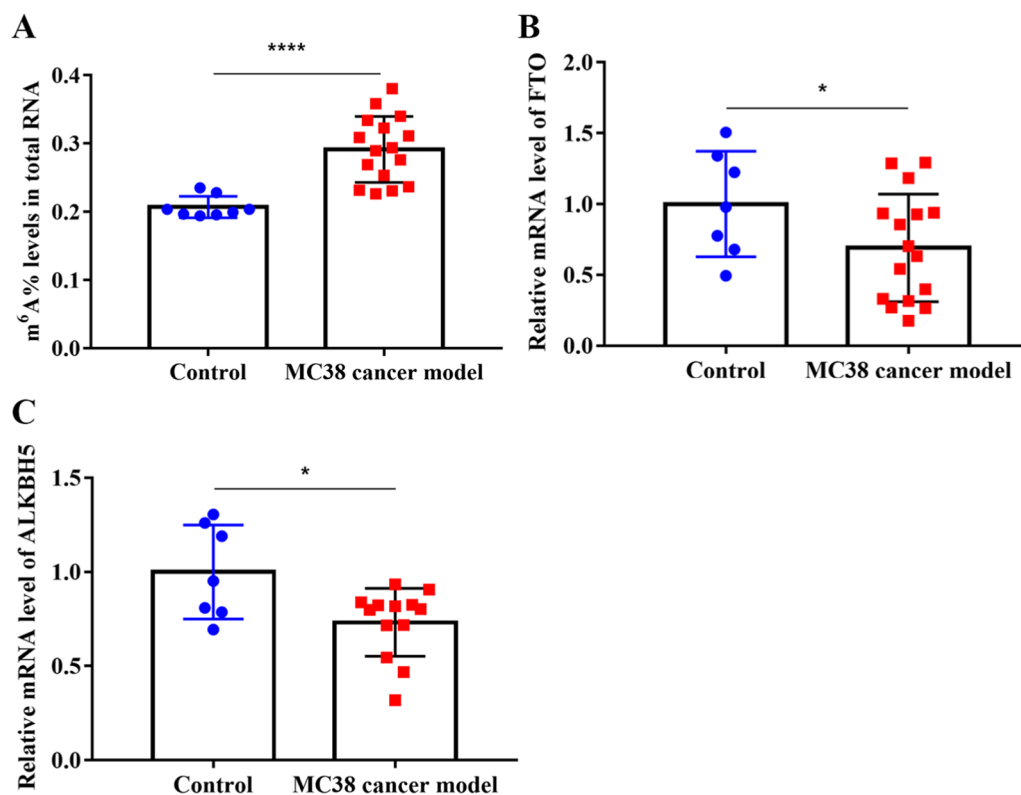 A
****
m⁶A% levels in total RNA
0.4
0.3
0.2
0.1
0.0
Control
MC38 cancer model
B
*
Relative mRNA level of FTO
2.0
1.5
1.0
0.5
0.0
Control
MC38 cancer model
C
*
Relative mRNA level of ALKBH5
1.5
1.0
0.5
0.0
Control
MC38 cancer model